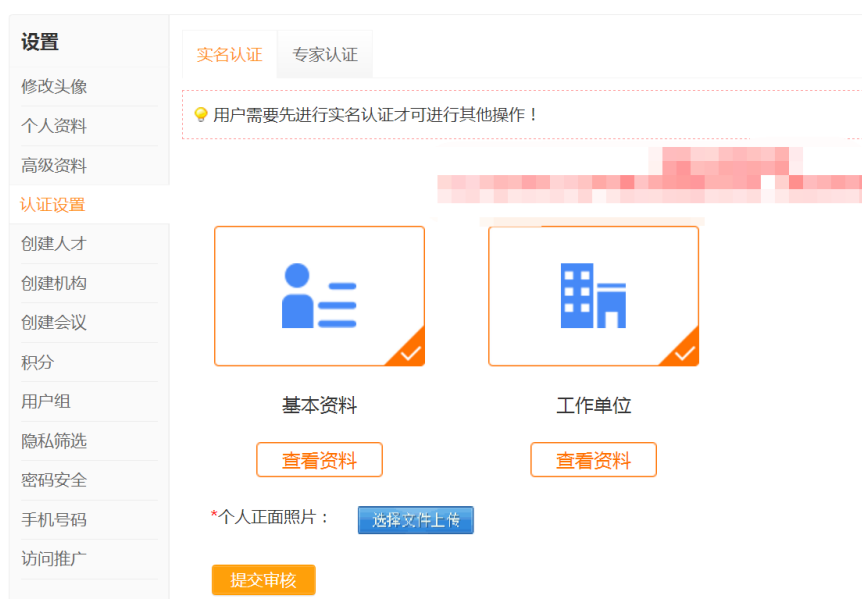 设置
修改头像
个人资料
高级资料
认证设置
创建人才
创建机构
创建会议
积分
用户组
隐私筛选
密码安全
手机号码
访问推广
实名认证
专家认证
用户需要先进行实名认证才可进行其他操作！
基本资料
工作单位
查看资料
查看资料
*个人正面照片：
选择文件上传
提交审核